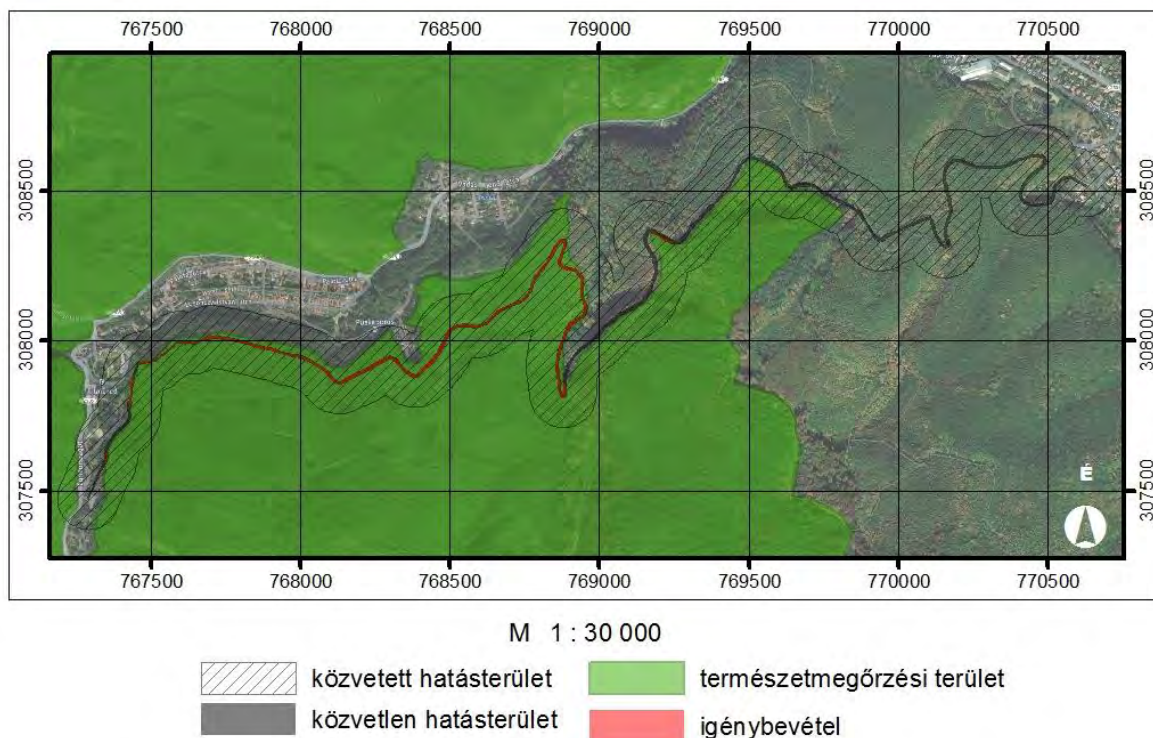 767500 768000 768500 769000 769500 770000 770500
308500 308500
308000 308000
307500 307500
É
767500 768000 768500 769000 769500 770000 770500
M 1 : 30 000
közvetett hatásterület
természetmegőrzési terület
közvetlen hatásterület
igénybevétel